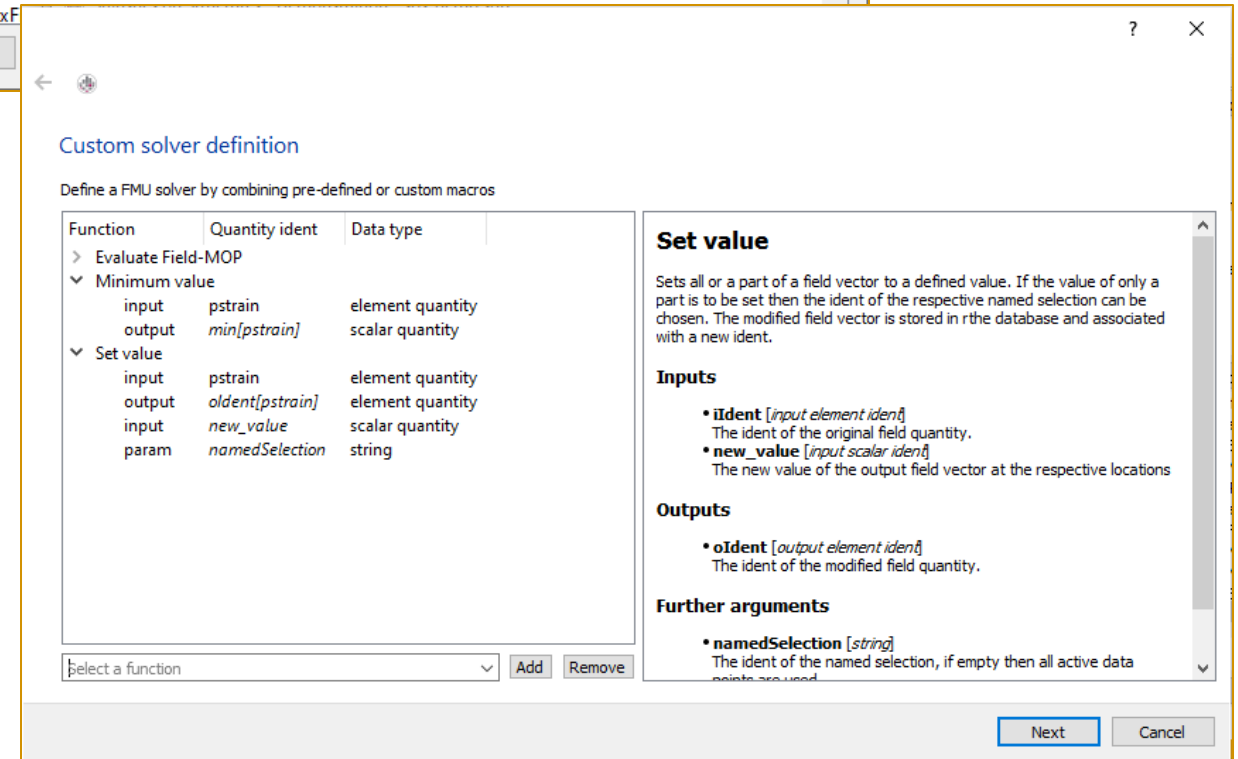 xF
?
Custom solver definition
Define a FMU solver by combining pre-defined or custom macros
Function Quantity ident Data type
Evaluate Field-MOP
Minimum value
input pstrain element quantity
output min[pstrain] scalar quantity
Set value
input pstrain element quantity
output oIdent[pstrain] element quantity
input new_value scalar quantity
param namedSelection string
Select a function
Add Remove
Set value
Sets all or a part of a field vector to a defined value. If the value of only a
part is to be set then the ident of the respective named selection can be
chosen. The modified field vector is stored in rthe database and associated
with a new ident.
Inputs
• iIdent [input element ident]
The ident of the original field quantity.
• new_value [input scalar ident]
The new value of the output field vector at the respective locations
Outputs
• oIdent [output element ident]
The ident of the modified field quantity.
Further arguments
• namedSelection [string]
The ident of the named selection, if empty then all active data
points are used
Next Cancel